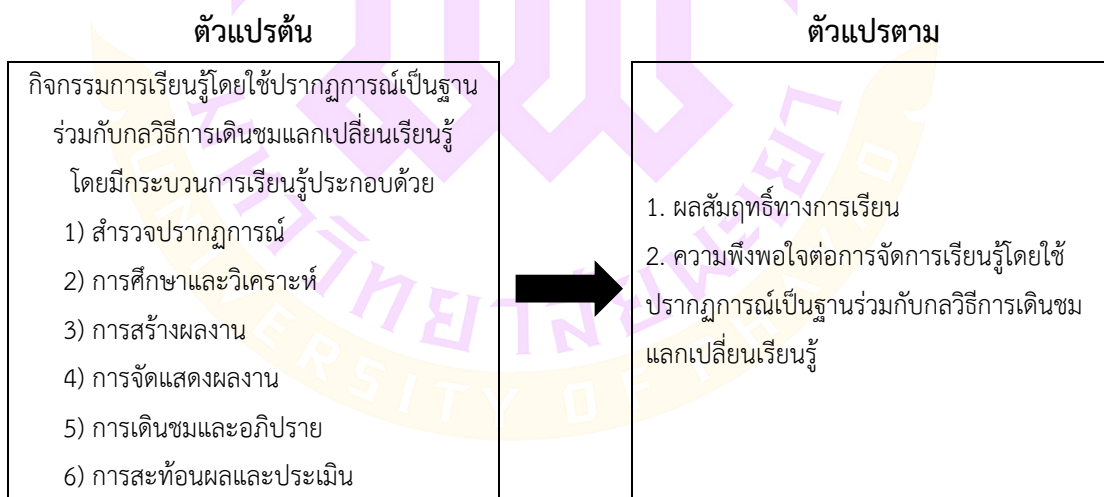 ตัวแปรต้น
กิจกรรมการเรียนรู้โดยใช้ปรากฏการณ์เป็นฐาน
ร่วมกับกลวิธีการเดินชมแลกเปลี่ยนเรียนรู้
โดยมีกระบวนการเรียนรู้ประกอบด้วย
1) สำรวจปรากฏการณ์
2) การศึกษาและวิเคราะห์
3) การสร้างผลงาน
4) การจัดแสดงผลงาน
5) การเดินชมและอภิปราย
6) การสะท้อนผลและประเมิน
ตัวแปรตาม
1. ผลสัมฤทธิ์ทางการเรียน
2. ความพึงพอใจต่อการจัดการเรียนรู้โดยใช้
ปรากฏการณ์เป็นฐานร่วมกับกลวิธีการเดินชม
แลกเปลี่ยนเรียนรู้